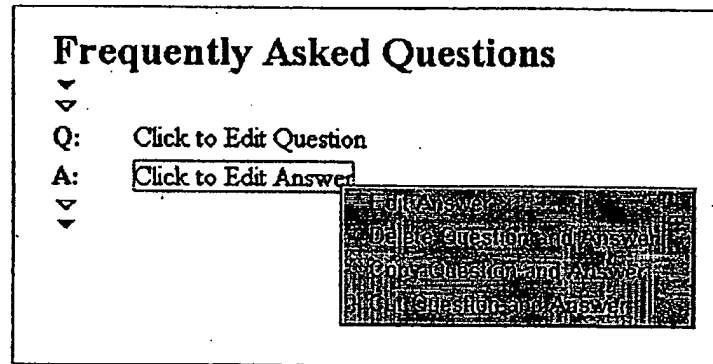 Frequently Asked Questions
Q: Click to Edit Question
A: Click to Edit Answer
Edit Answer
Delete Question and Answer
Copy Question and Answer
Cut Question and Answer